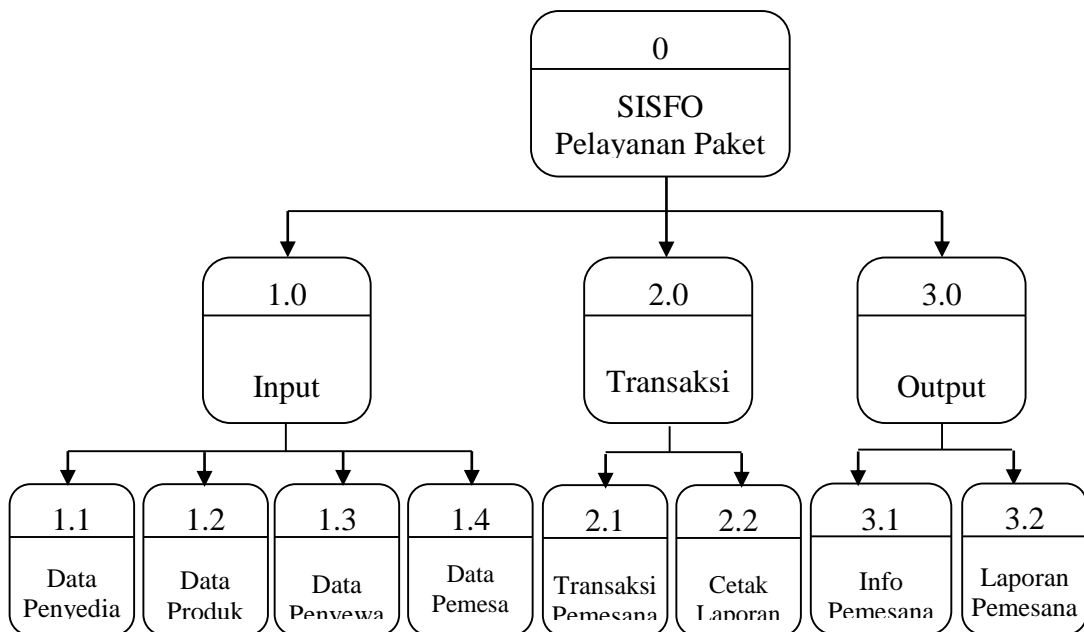 0
SISFO
Pelayanan Paket
1.0
Input
2.0
Transaksi
3.0
Output
1.1
Data
Penyedia
1.2
Data
Produk
1.3
Data
Penyewa
1.4
Data
Pemesa
2.1
Transaksi
Pemesana
2.2
Cetak
Laporan
3.1
Info
Pemesana
3.2
Laporan
Pemesana